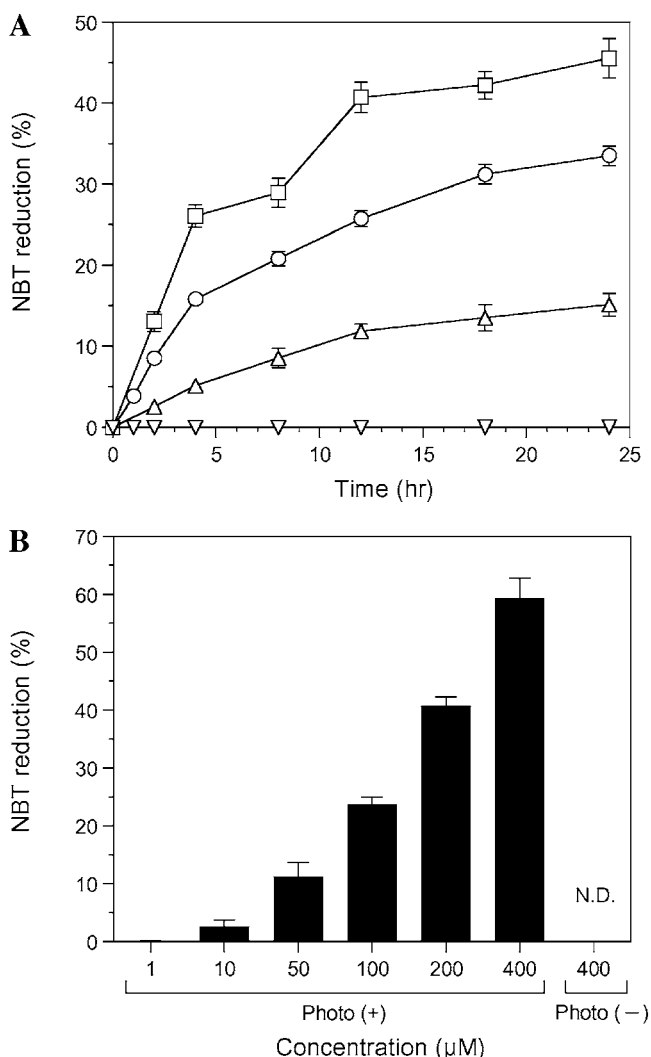 A
NBT reduction (%)
50
40
30
20
10
0
0 5 10 15 20 25
Time (hr)
B
NBT reduction (%)
70
60
50
40
30
20
10
0
N.D.
1 10 50 100 200 400 400
Photo (+) Photo (−)
Concentration (μM)